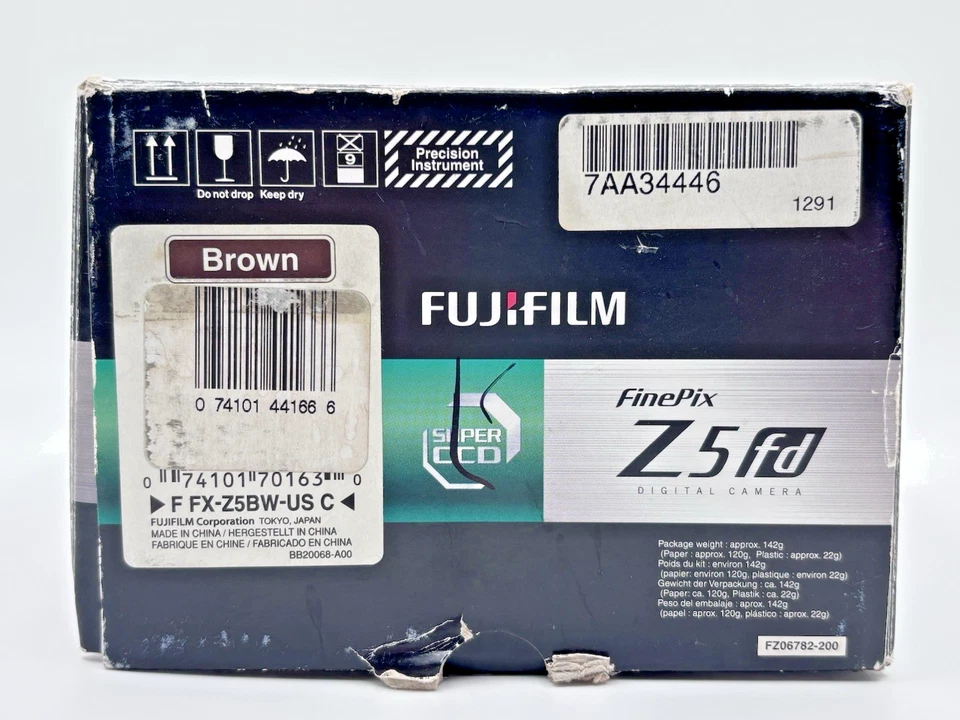 Do not drop Keep dry
9
Precision
Instrument
7AA34446
1291
Brown
0 74101 44166 6
0 74101 70163 0
▶ F FX-Z5BW-US C ◀
FUJIFILM Corporation TOKYO, JAPAN
MADE IN CHINA / HERGESTELLT IN CHINA
FABRIQUE EN CHINE / FABRICADO EN CHINA
BB20068-A00
FUJIFILM
SUPER
CCD
FinePix
Z5fd
DIGITAL CAMERA
Package weight : approx. 142g
(Paper : approx. 120g, Plastic : approx. 22g)
Poids du kit : environ 142g
(papier: environ 120g, plastique : environ 22g)
Gewicht der Verpackung : ca. 142g
(Paper: ca. 120g, Plastik : ca. 22g)
Peso del embalaje : aprox. 142g
(papel : aprox. 120g, plástico : aprox. 22g)
FZ06782-200